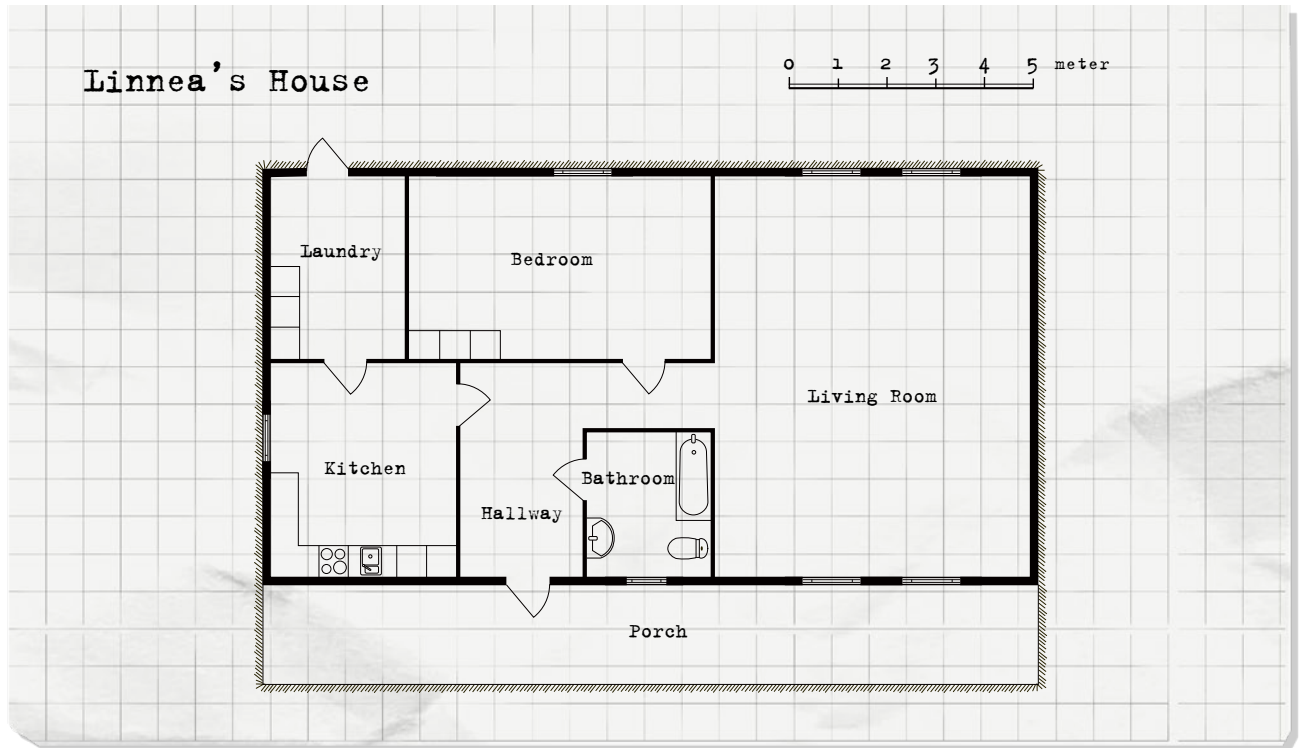 Linnea's House
0 1 2 3 4 5 meter
Laundry
Bedroom
Living Room
Kitchen
Bathroom
Hallway
Porch